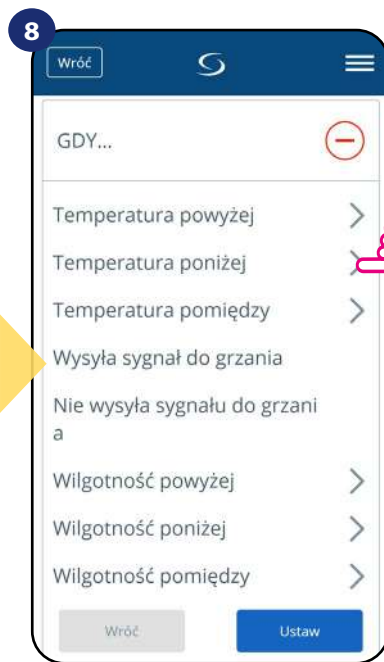 8
Wróć
GDY...
Temperatura powyżej
Temperatura poniżej
Temperatura pomiędzy
Wysyła sygnał do grzania
Nie wysyła sygnału do grzani
a
Wilgotność powyżej
Wilgotność poniżej
Wilgotność pomiędzy
Wróć Ustaw